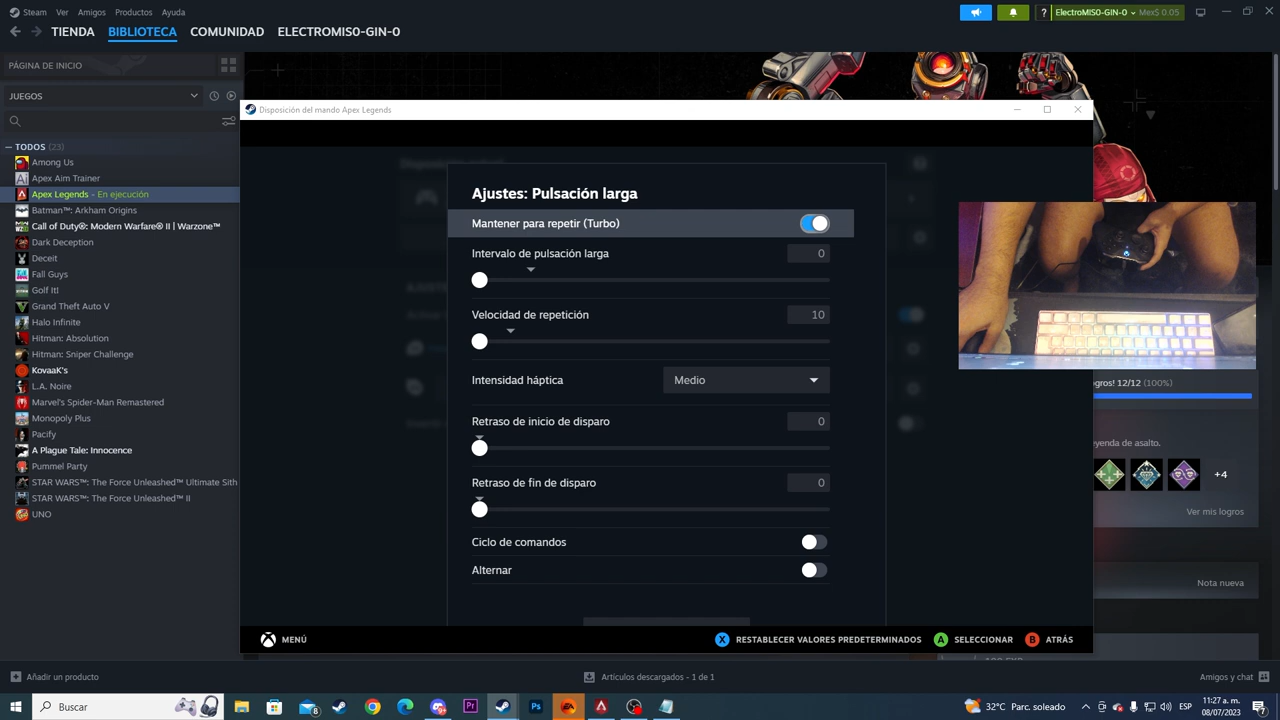 Steam Ver Amigos Productos Ayuda
? ElectroMIS0-GIN-0 Mex$ 0.05
TIENDA BIBLIOTECA COMUNIDAD ELECTROMIS0-GIN-0
PÁGINA DE INICIO
JUEGOS
TODOS (23)
Among Us
Apex Aim Trainer
Apex Legends - En ejecución
Batman™: Arkham Origins
Call of Duty®: Modern Warfare® II | Warzone™
Dark Deception
Deceit
Fall Guys
Golf It!
Grand Theft Auto V
Halo Infinite
Hitman: Absolution
Hitman: Sniper Challenge
KovaaK's
L.A. Noire
Marvel's Spider-Man Remastered
Monopoly Plus
Pacify
A Plague Tale: Innocence
Pummel Party
STAR WARS™: The Force Unleashed™ Ultimate Sith
STAR WARS™: The Force Unleashed™ II
UNO
Disposición del mando Apex Legends
Ajustes: Pulsación larga
Mantener para repetir (Turbo)
Intervalo de pulsación larga 0
Velocidad de repetición 10
Intensidad háptica Medio
Retraso de inicio de disparo 0
Retraso de fin de disparo 0
Ciclo de comandos
Alternar
MENÚ X RESTABLECER VALORES PREDETERMINADOS A SELECCIONAR B ATRÁS
ogros! 12/12 (100%)
eyenda de asalto.
+4
Ver mis logros
Nota nueva
Añadir un producto
Artículos descargados - 1 de 1
Amigos y chat
Buscar
32°C Parc. soleado
ESP
11:27 a.m.
08/07/2023